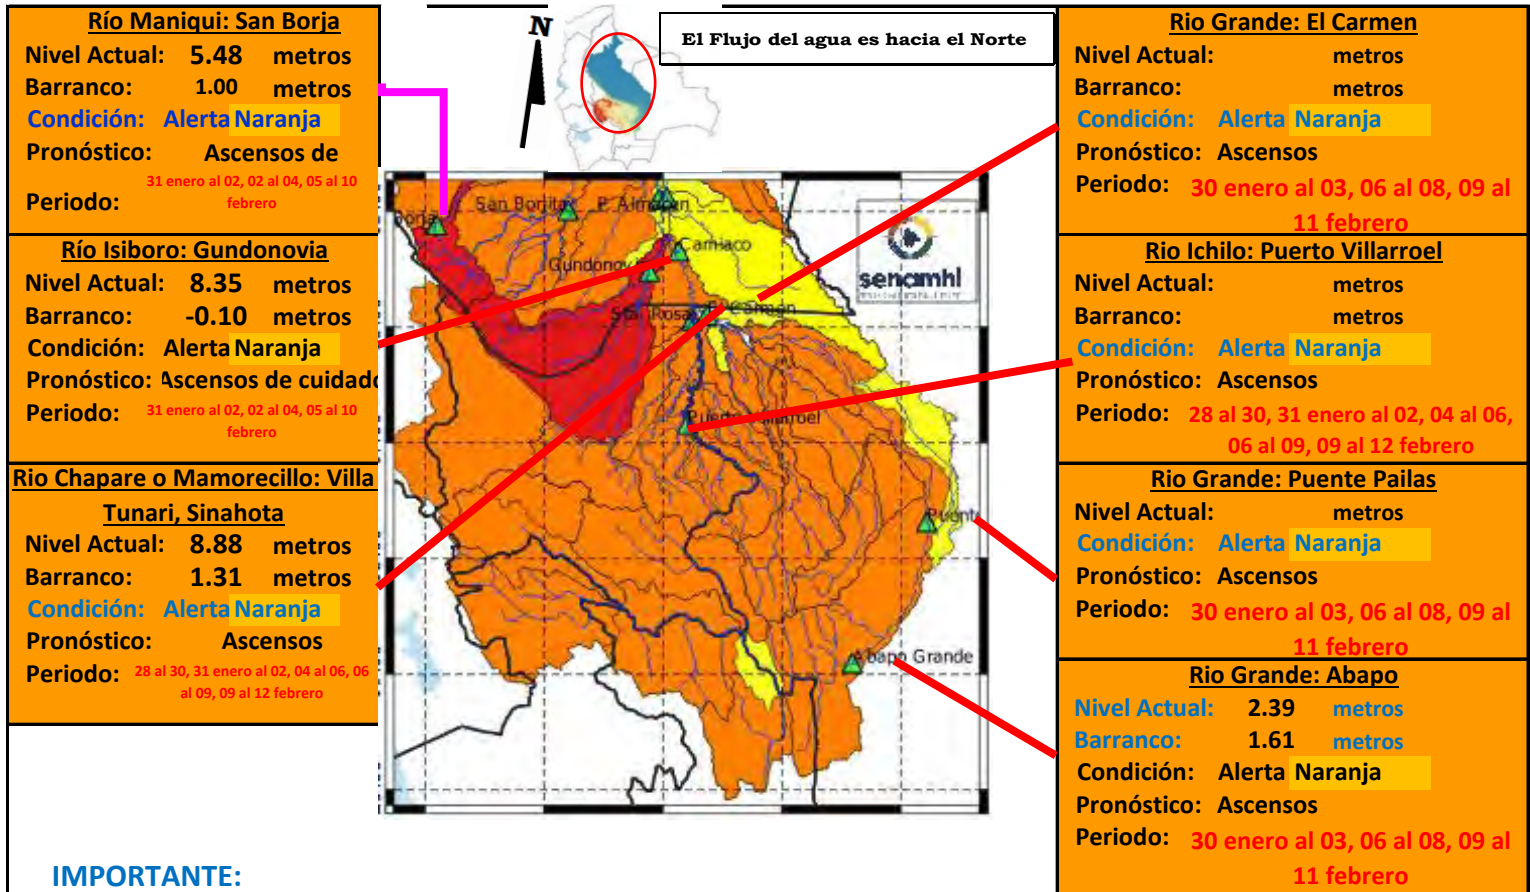 Río Maniqui: San Borja
Nivel Actual: 5.48 metros
Barranco: 1.00 metros
Condición: Alerta Naranja
Pronóstico: Ascensos de
Periodo: 31 enero al 02, 02 al 04, 05 al 10
febrero
Río Isiboro: Gundonovia
Nivel Actual: 8.35 metros
Barranco: -0.10 metros
Condición: Alerta Naranja
Pronóstico: Ascensos de cuidado
Periodo: 31 enero al 02, 02 al 04, 05 al 10
febrero
Rio Chapare o Mamorecillo: Villa
Tunari, Sinahota
Nivel Actual: 8.88 metros
Barranco: 1.31 metros
Condición: Alerta Naranja
Pronóstico: Ascensos
Periodo: 28 al 30, 31 enero al 02, 04 al 06, 06
al 09, 09 al 12 febrero
IMPORTANTE:
N
El Flujo del agua es hacia el Norte
Borja
San Borjita
P. Almacen
Camiaco
Gundonov
senamhi
Sta. Rosa
El Carmen
Puerto Villarroel
Puente
Abapo Grande
Rio Grande: El Carmen
Nivel Actual: metros
Barranco: metros
Condición: Alerta Naranja
Pronóstico: Ascensos
Periodo: 30 enero al 03, 06 al 08, 09 al
11 febrero
Rio Ichilo: Puerto Villarroel
Nivel Actual: metros
Barranco: metros
Condición: Alerta Naranja
Pronóstico: Ascensos
Periodo: 28 al 30, 31 enero al 02, 04 al 06,
06 al 09, 09 al 12 febrero
Rio Grande: Puente Pailas
Nivel Actual: metros
Condición: Alerta Naranja
Pronóstico: Ascensos
Periodo: 30 enero al 03, 06 al 08, 09 al
11 febrero
Rio Grande: Abapo
Nivel Actual: 2.39 metros
Barranco: 1.61 metros
Condición: Alerta Naranja
Pronóstico: Ascensos
Periodo: 30 enero al 03, 06 al 08, 09 al
11 febrero